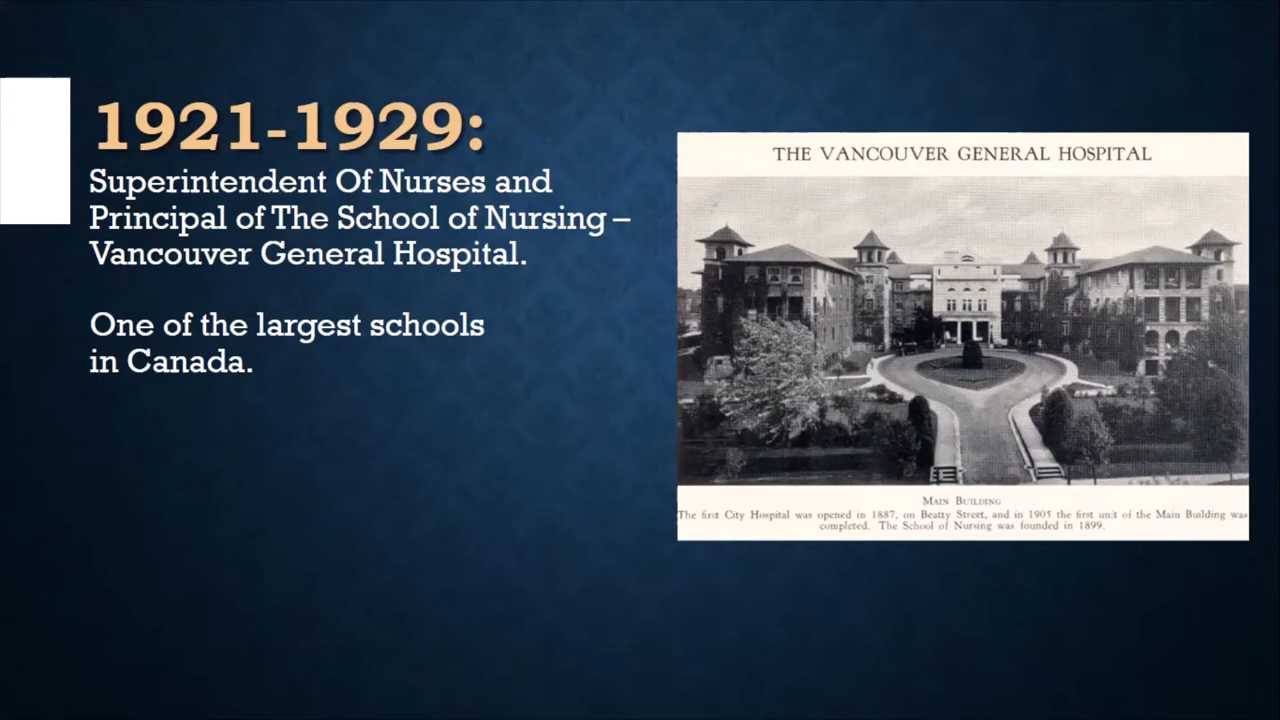 1921-1929:
Superintendent Of Nurses and
Principal of The School of Nursing –
Vancouver General Hospital.
One of the largest schools
in Canada.
THE VANCOUVER GENERAL HOSPITAL
MAIN BUILDING
The first City Hospital was opened in 1887, on Beatty Street, and in 1905 the first unit of the Main Building was
completed. The School of Nursing was founded in 1899.